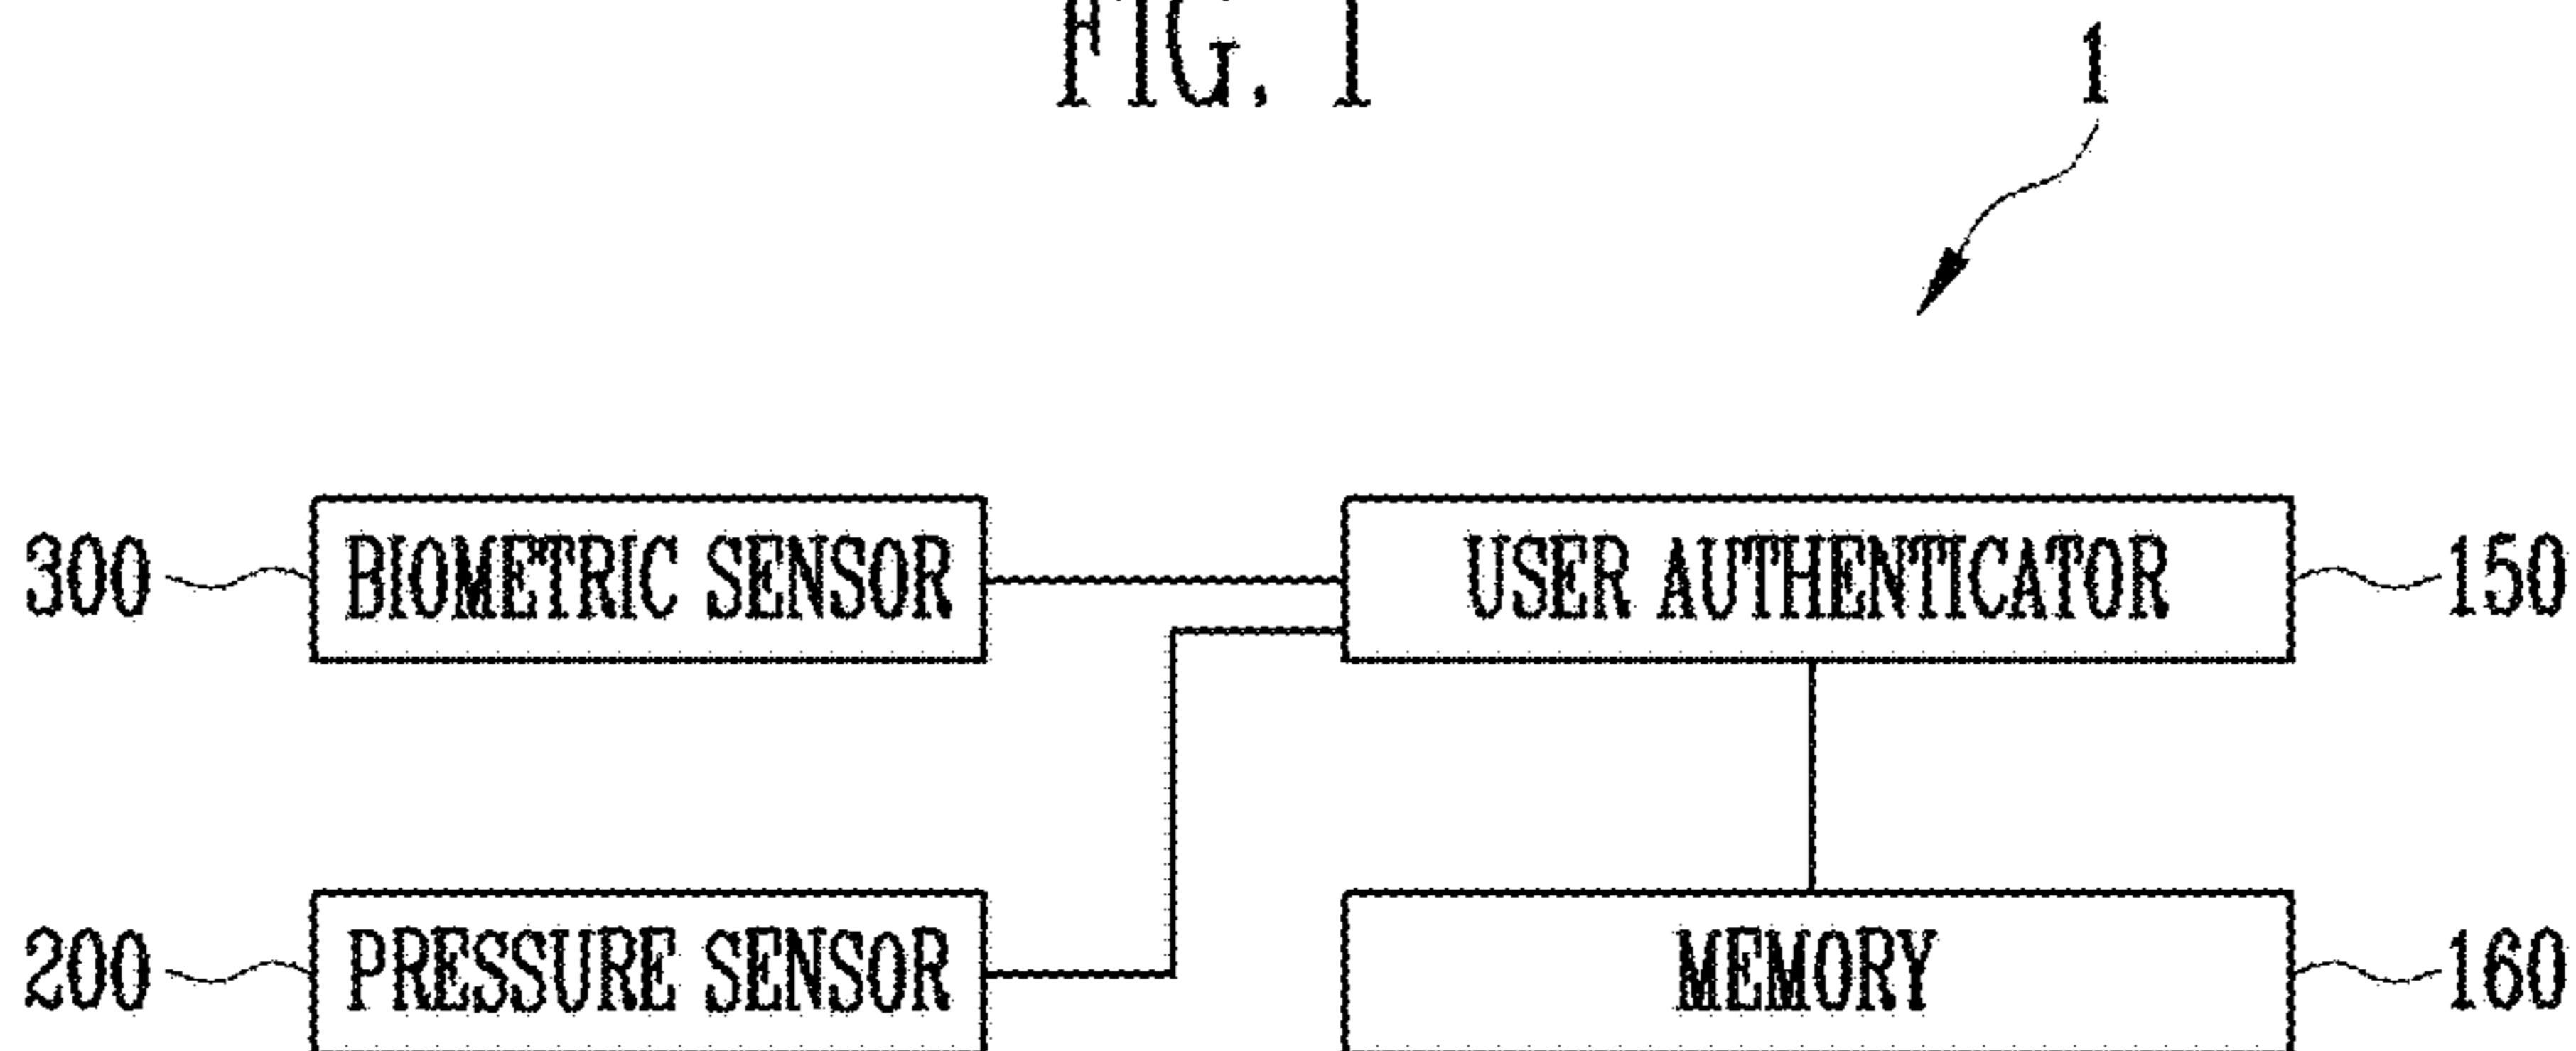 FIG. 1
1
300 BIOMETRIC SENSOR USER AUTHENTICATOR 150
200 PRESSURE SENSOR MEMORY 160